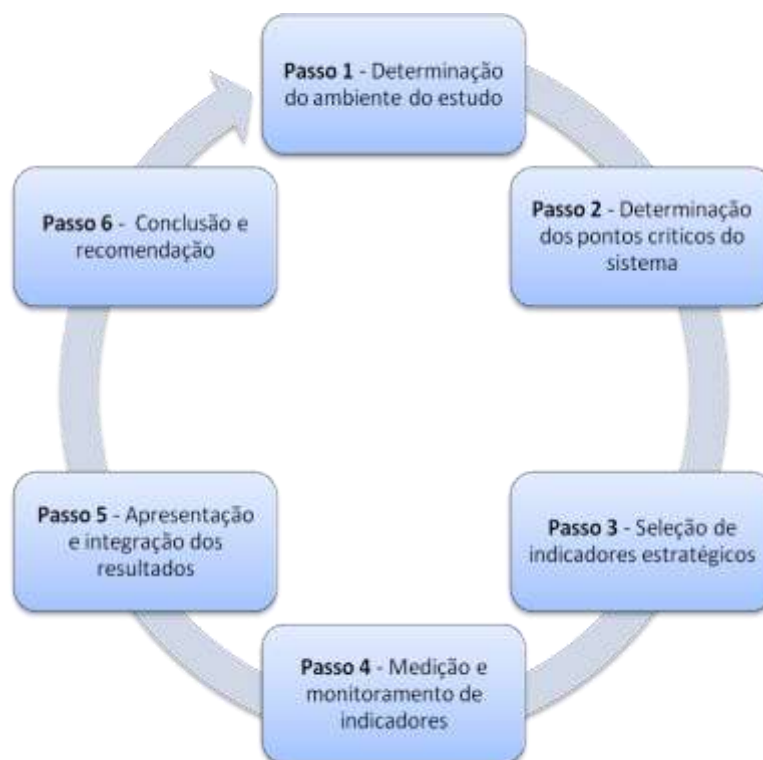 Passo 1 - Determinação
do ambiente do estudo
Passo 2 - Determinação
dos pontos críticos do
sistema
Passo 3 - Seleção de
indicadores estratégicos
Passo 4 - Medição e
monitoramento de
indicadores
Passo 5 - Apresentação
e integração dos
resultados
Passo 6 - Conclusão e
recomendação